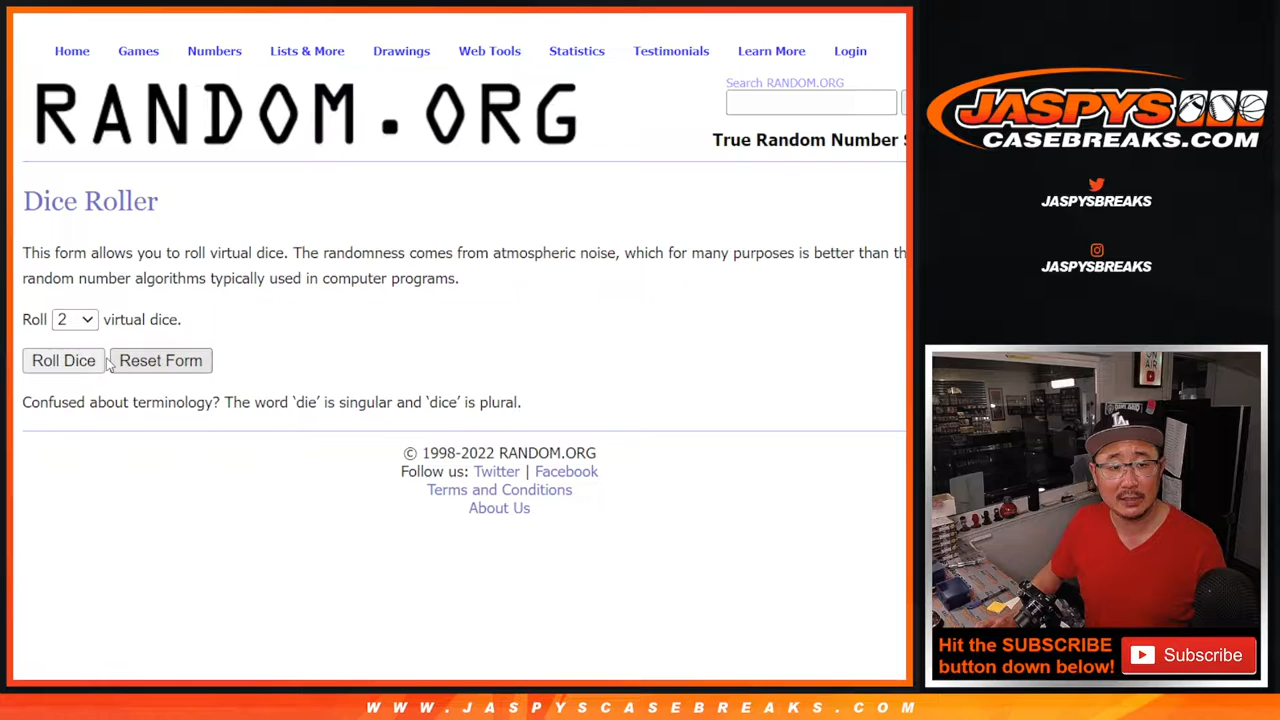 Home Games Numbers Lists & More Drawings Web Tools Statistics Testimonials Learn More Login
RANDOM.ORG
Search RANDOM.ORG
True Random Number S
Dice Roller
This form allows you to roll virtual dice. The randomness comes from atmospheric noise, which for many purposes is better than th
random number algorithms typically used in computer programs.
Roll 2 virtual dice.
Roll Dice Reset Form
Confused about terminology? The word ‘die’ is singular and ‘dice’ is plural.
© 1998-2022 RANDOM.ORG
Follow us: Twitter | Facebook
Terms and Conditions
About Us
JASPYS
CASEBREAKS.COM
JASPYSBREAKS
JASPYSBREAKS
ON
AIR
LA
Hit the SUBSCRIBE
button down below!
Subscribe
WWW.JASPYSCASEBREAKS.COM